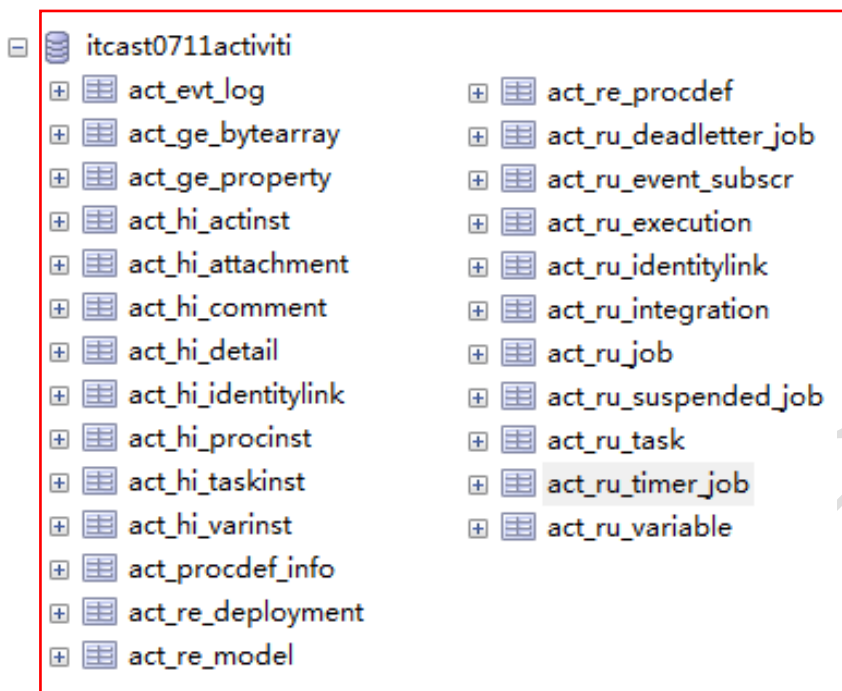 itcast0711activiti
act_evt_log
act_ge_bytearray
act_ge_property
act_hi_actinst
act_hi_attachment
act_hi_comment
act_hi_detail
act_hi_identitylink
act_hi_procinst
act_hi_taskinst
act_hi_varinst
act_procdef_info
act_re_deployment
act_re_model
act_re_procdef
act_ru_deadletter_job
act_ru_event_subscr
act_ru_execution
act_ru_identitylink
act_ru_integration
act_ru_job
act_ru_suspended_job
act_ru_task
act_ru_timer_job
act_ru_variable